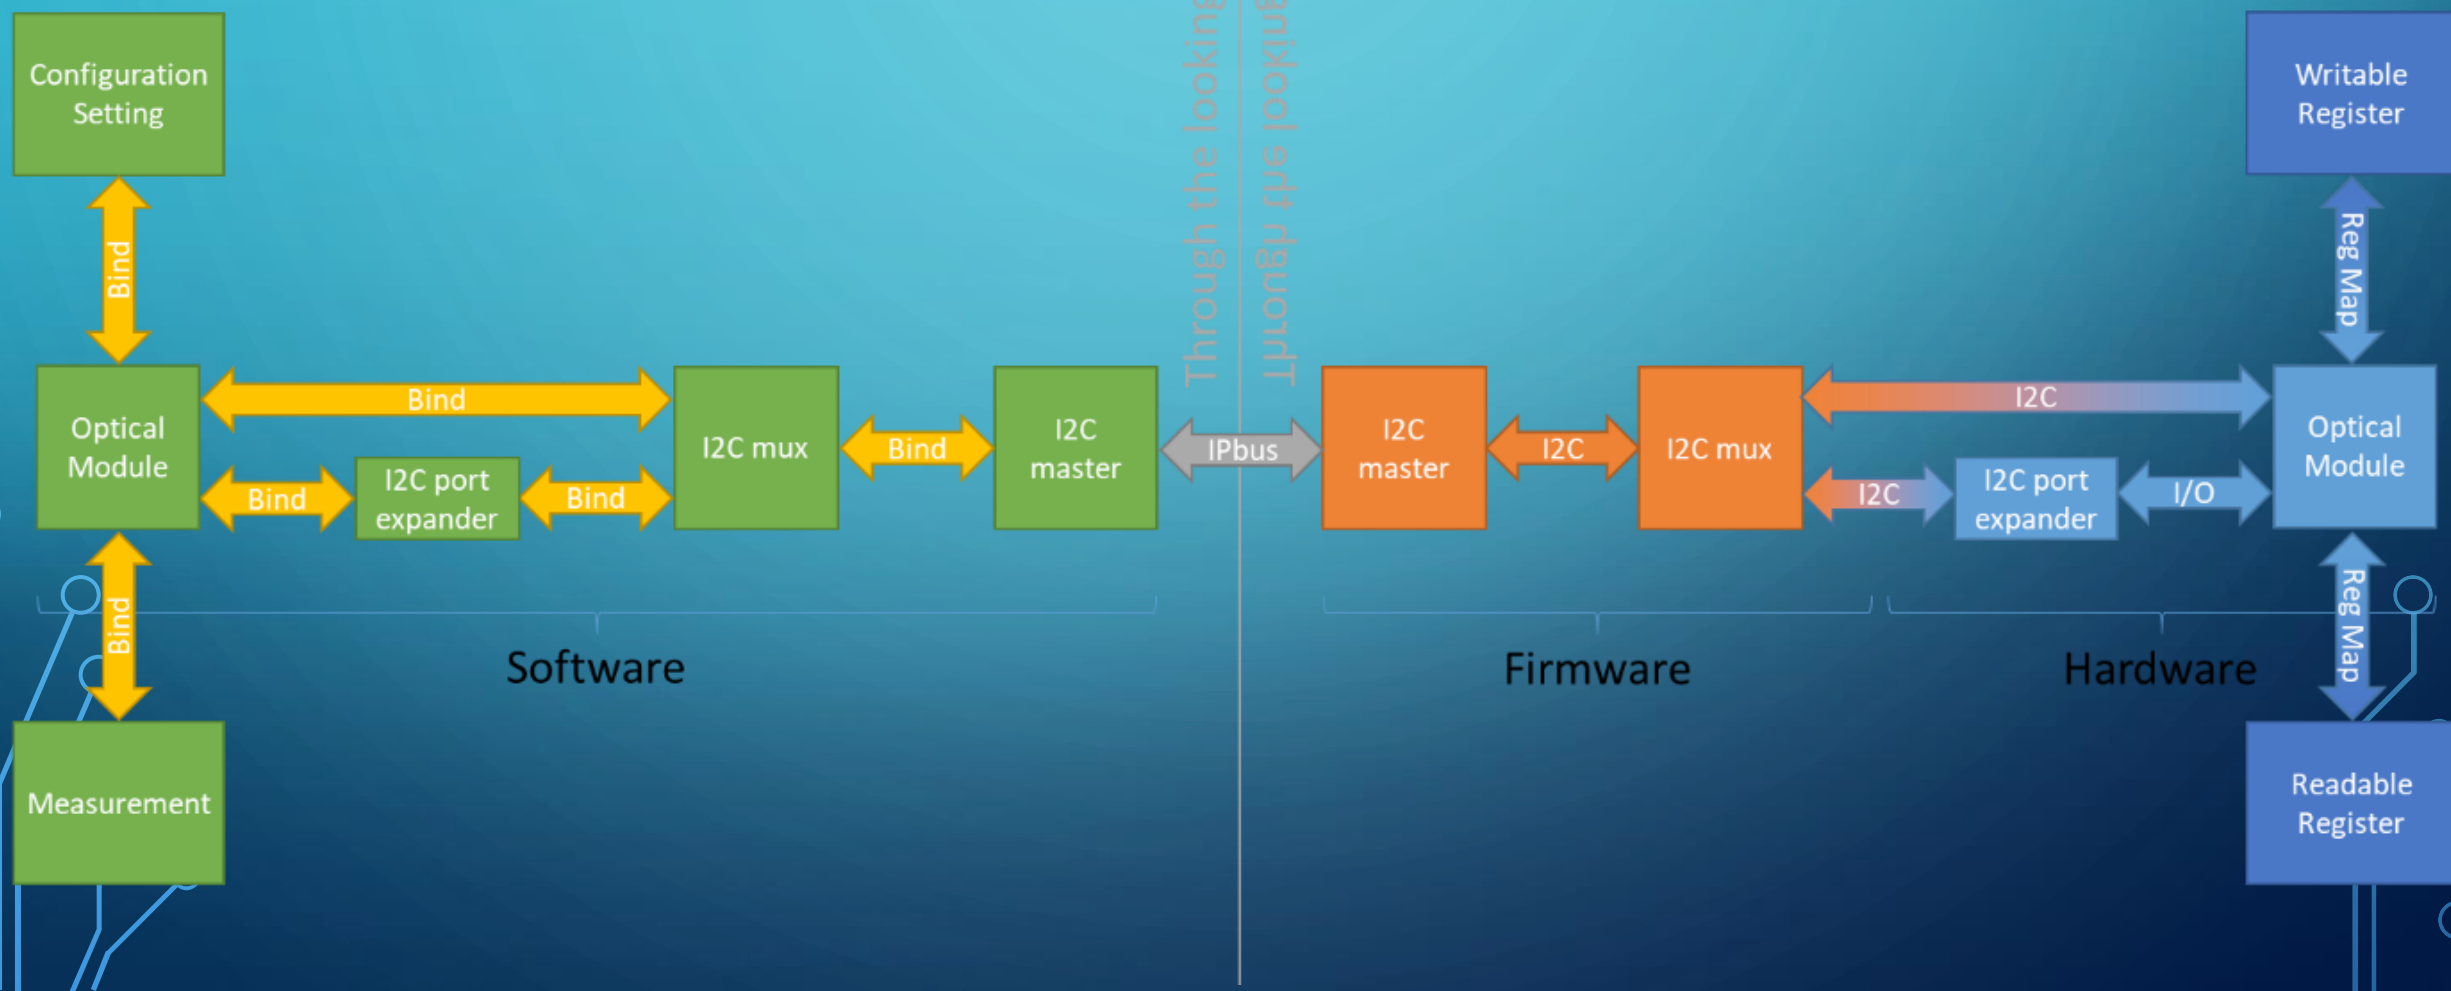 Configuration
Setting
Bind
Optical
Module
Bind
Bind
I2C port
expander
Bind
I2C mux
Bind
I2C
master
Bind
Measurement
Software
Through the looking
Through the looking
IPbus
I2C
master
I2C
I2C mux
I2C
I2C
I2C port
expander
I/O
Optical
Module
Writable
Register
Reg Map
Reg Map
Readable
Register
Firmware
Hardware